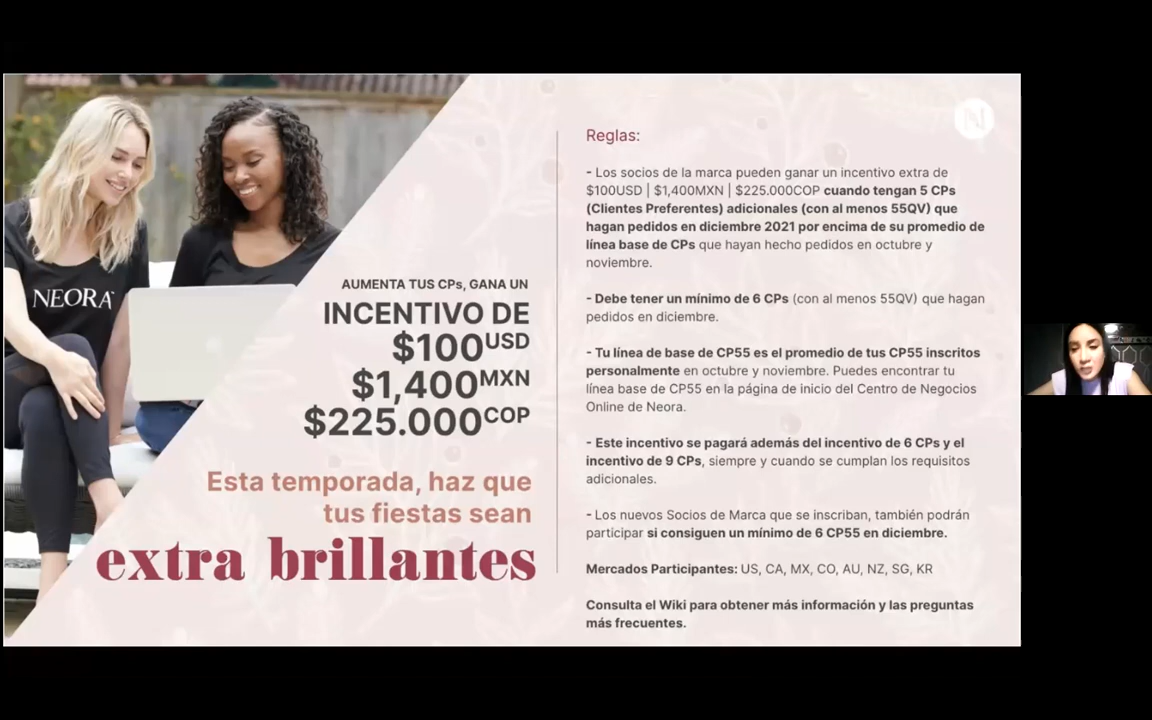 NEORA
AUMENTA TUS CPs, GANA UN
INCENTIVO DE
$100USD
$1,400MXN
$225.000COP
Esta temporada, haz que
tus fiestas sean
extra brillantes
N
Reglas:
- Los socios de la marca pueden ganar un incentivo extra de
$100USD | $1,400MXN | $225.000COP cuando tengan 5 CPs
(Clientes Preferentes) adicionales (con al menos 55QV) que
hagan pedidos en diciembre 2021 por encima de su promedio de
línea base de CPs que hayan hecho pedidos en octubre y
noviembre.
- Debe tener un mínimo de 6 CPs (con al menos 55QV) que hagan
pedidos en diciembre.
- Tu línea de base de CP55 es el promedio de tus CP55 inscritos
personalmente en octubre y noviembre. Puedes encontrar tu
línea base de CP55 en la página de inicio del Centro de Negocios
Online de Neora.
- Este incentivo se pagará además del incentivo de 6 CPs y el
incentivo de 9 CPs, siempre y cuando se cumplan los requisitos
adicionales.
- Los nuevos Socios de Marca que se inscriban, también podrán
participar si consiguen un mínimo de 6 CP55 en diciembre.
Mercados Participantes: US, CA, MX, CO, AU, NZ, SG, KR
Consulta el Wiki para obtener más información y las preguntas
más frecuentes.